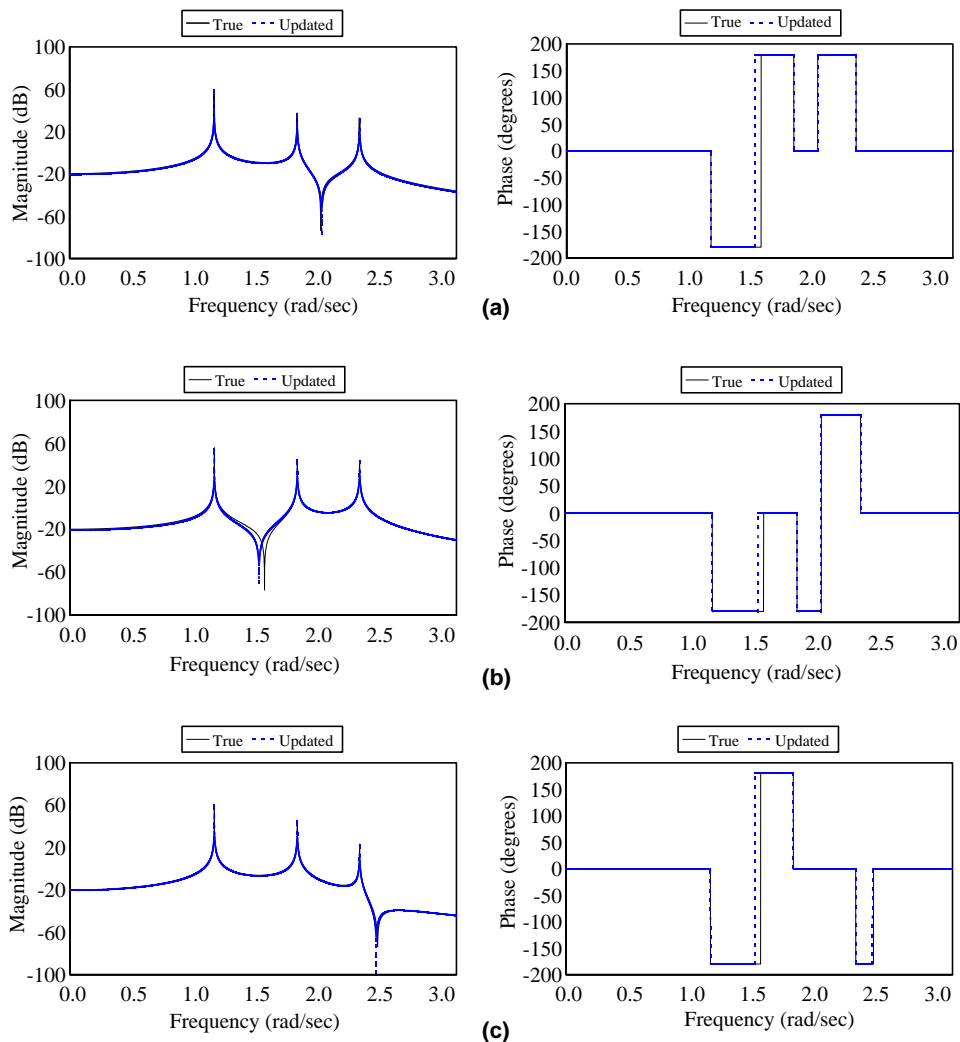 True Updated
100
60
20
-20
-60
-100
Magnitude (dB)
0.0 0.5 1.0 1.5 2.0 2.5 3.0
Frequency (rad/sec)
True Updated
200
150
100
50
0
-50
-100
-150
-200
Phase (degrees)
0.0 0.5 1.0 1.5 2.0 2.5 3.0
Frequency (rad/sec)
(a)
True Updated
100
60
20
-20
-60
-100
Magnitude (dB)
0.0 0.5 1.0 1.5 2.0 2.5 3.0
Frequency (rad/sec)
True Updated
200
150
100
50
0
-50
-100
-150
-200
Phase (degrees)
0.0 0.5 1.0 1.5 2.0 2.5 3.0
Frequency (rad/sec)
(b)
True Updated
100
60
20
-20
-60
-100
Magnitude (dB)
0.0 0.5 1.0 1.5 2.0 2.5 3.0
Frequency (rad/sec)
True Updated
200
150
100
50
0
-50
-100
-150
-200
Phase (degrees)
0.0 0.5 1.0 1.5 2.0 2.5 3.0
Frequency (rad/sec)
(c)